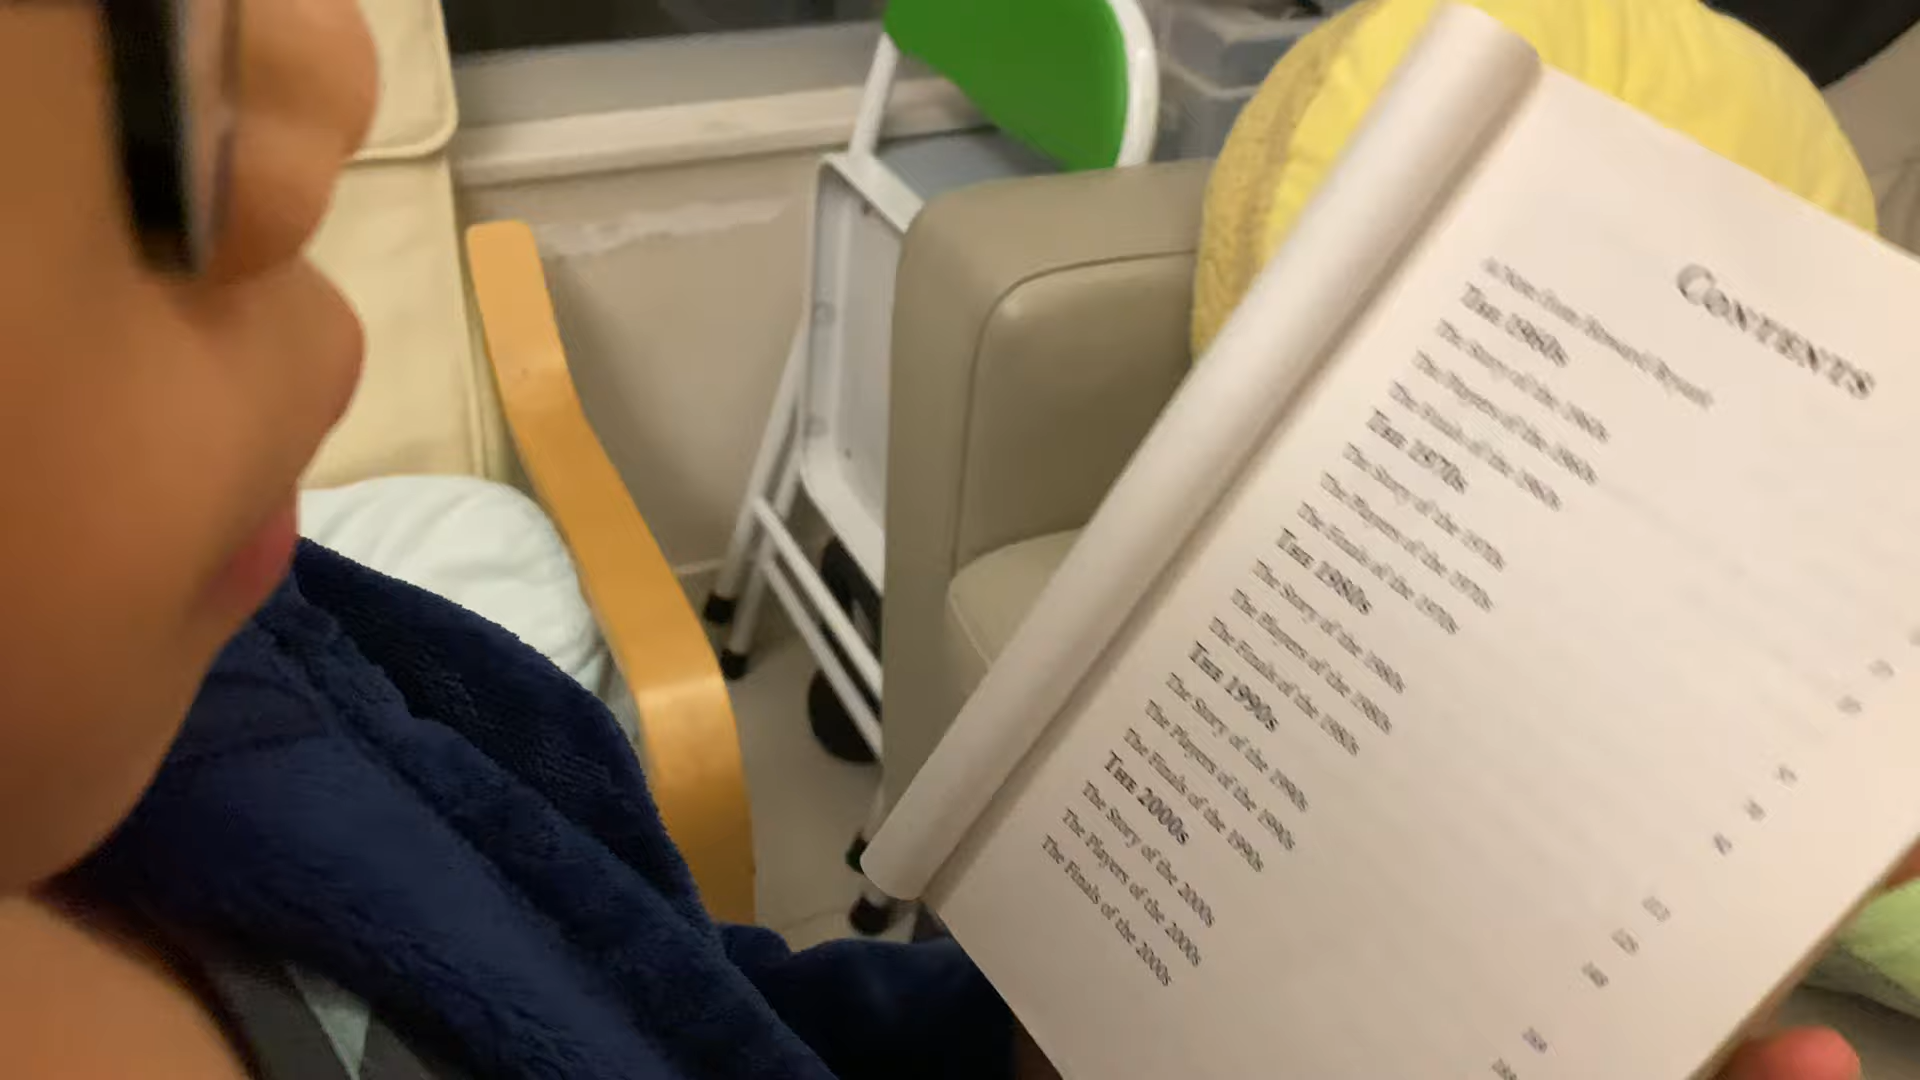 CONTENTS
THE 1960s
The Story of the 1960s
The Players of the 1960s
The Finals of the 1960s
THE 1970s
The Story of the 1970s
The Players of the 1970s
The Finals of the 1970s
THE 1980s
The Story of the 1980s
The Players of the 1980s
The Finals of the 1980s
THE 1990s
The Story of the 1990s
The Players of the 1990s
The Finals of the 1990s
THE 2000s
The Story of the 2000s
The Players of the 2000s
The Finals of the 2000s